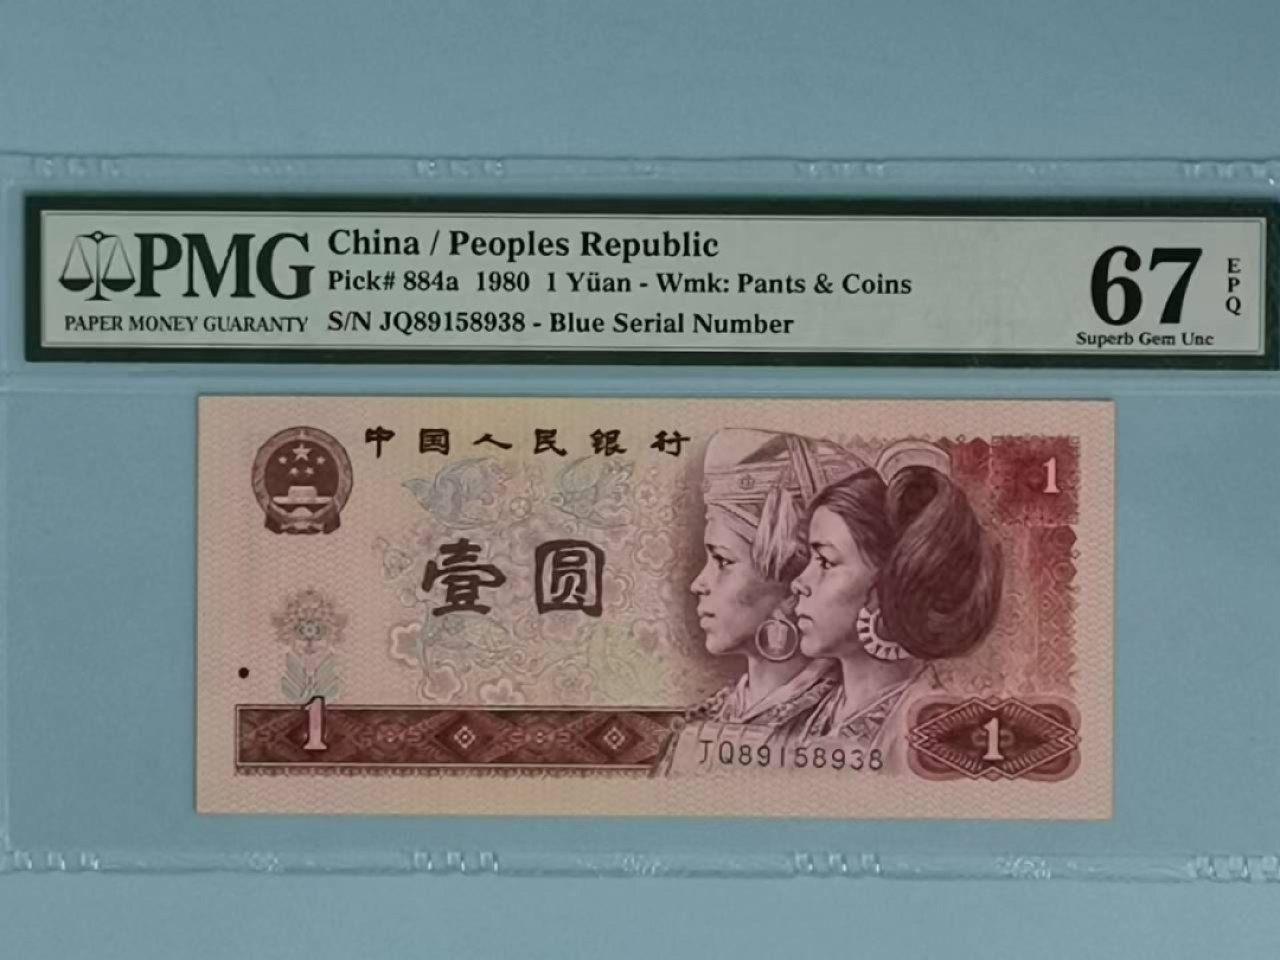 PMG
PAPER MONEY GUARANTY
China / Peoples Republic
Pick# 884a 1980 1 Yüan - Wmk: Pants & Coins
S/N JQ89158938 - Blue Serial Number
67
EPQ
Superb Gem Unc
中国人民银行
1
壹圆
1
JQ89158938
1